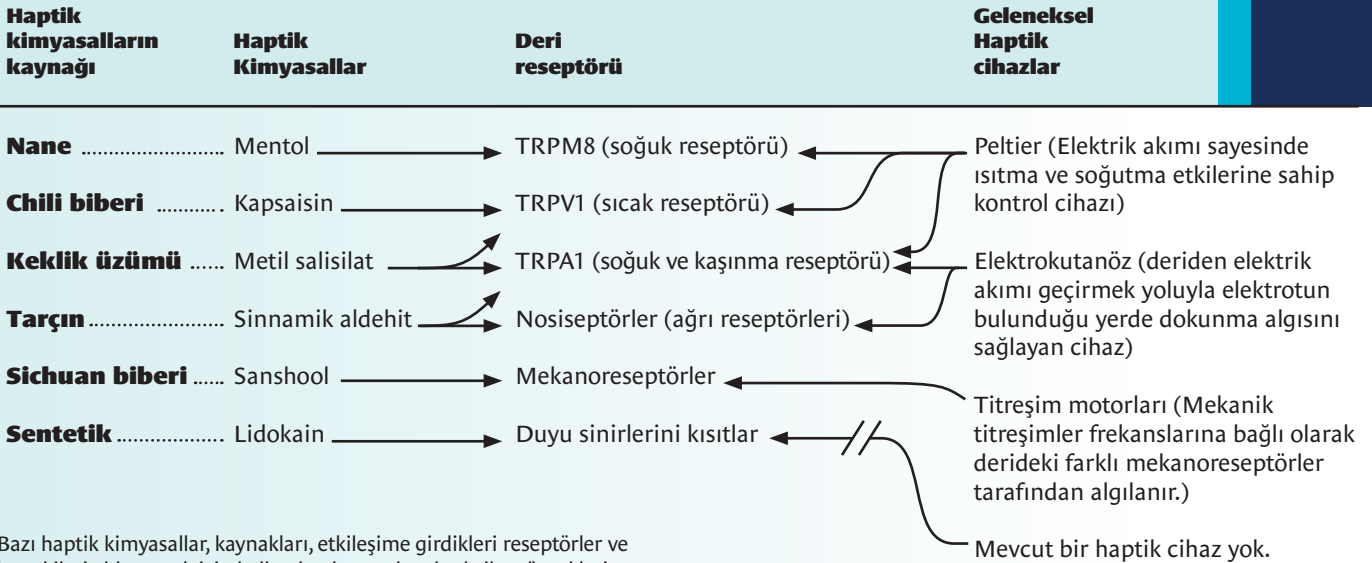 Haptik
kimyasalların
kaynağı
Haptik
Kimyasallar
Deri
reseptörü
Geleneksel
Haptik
cihazlar
Nane ........................ Mentol
TRPM8 (soğuk reseptörü)
Chili biberi ........... Kapsaisin
TRPV1 (sıcak reseptörü)
Keklik üzümü ...... Metil salisilat
TRPA1 (soğuk ve kaşınma reseptörü)
Tarçın ....................... Sinnamik aldehit
Nosiseptörler (ağrı reseptörleri)
Sichuan biberi ...... Sanshool
Mekanoreseptörler
Sentetik .................. Lidokain
Duyu sinirlerini kısıtlar
Peltier (Elektrik akımı sayesinde
ısıtma ve soğutma etkilerine sahip
kontrol cihazı)
Elektrokutanöz (deriden elektrik
akımı geçirmek yoluyla elektrotun
bulunduğu yerde dokunma algısını
sağlayan cihaz)
Titreşim motorları (Mekanik
titreşimler frekanslarına bağlı olarak
derideki farklı mekanoreseptörler
tarafından algılanır.)
Mevcut bir haptik cihaz yok.
Bazı haptik kimyasallar, kaynakları, etkileşime girdikleri reseptörler ve